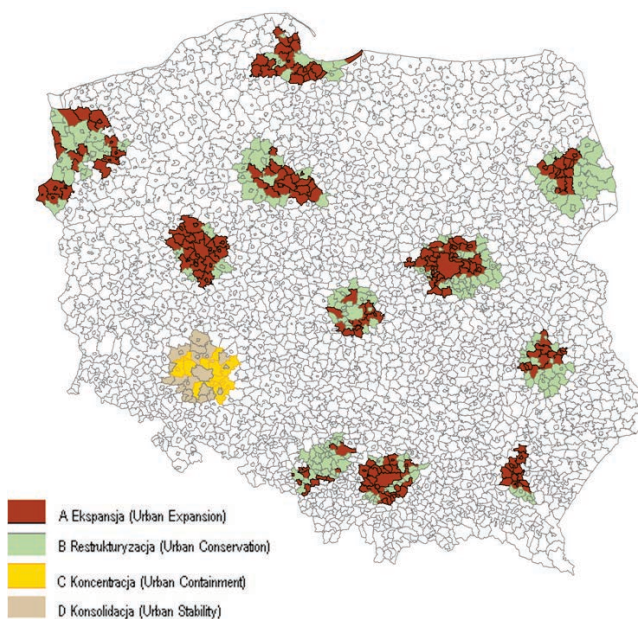 A Ekspansja (Urban Expansion)
B Restrukturyzacja (Urban Conservation)
C Koncentracja (Urban Containment)
D Konsolidacja (Urban Stability)